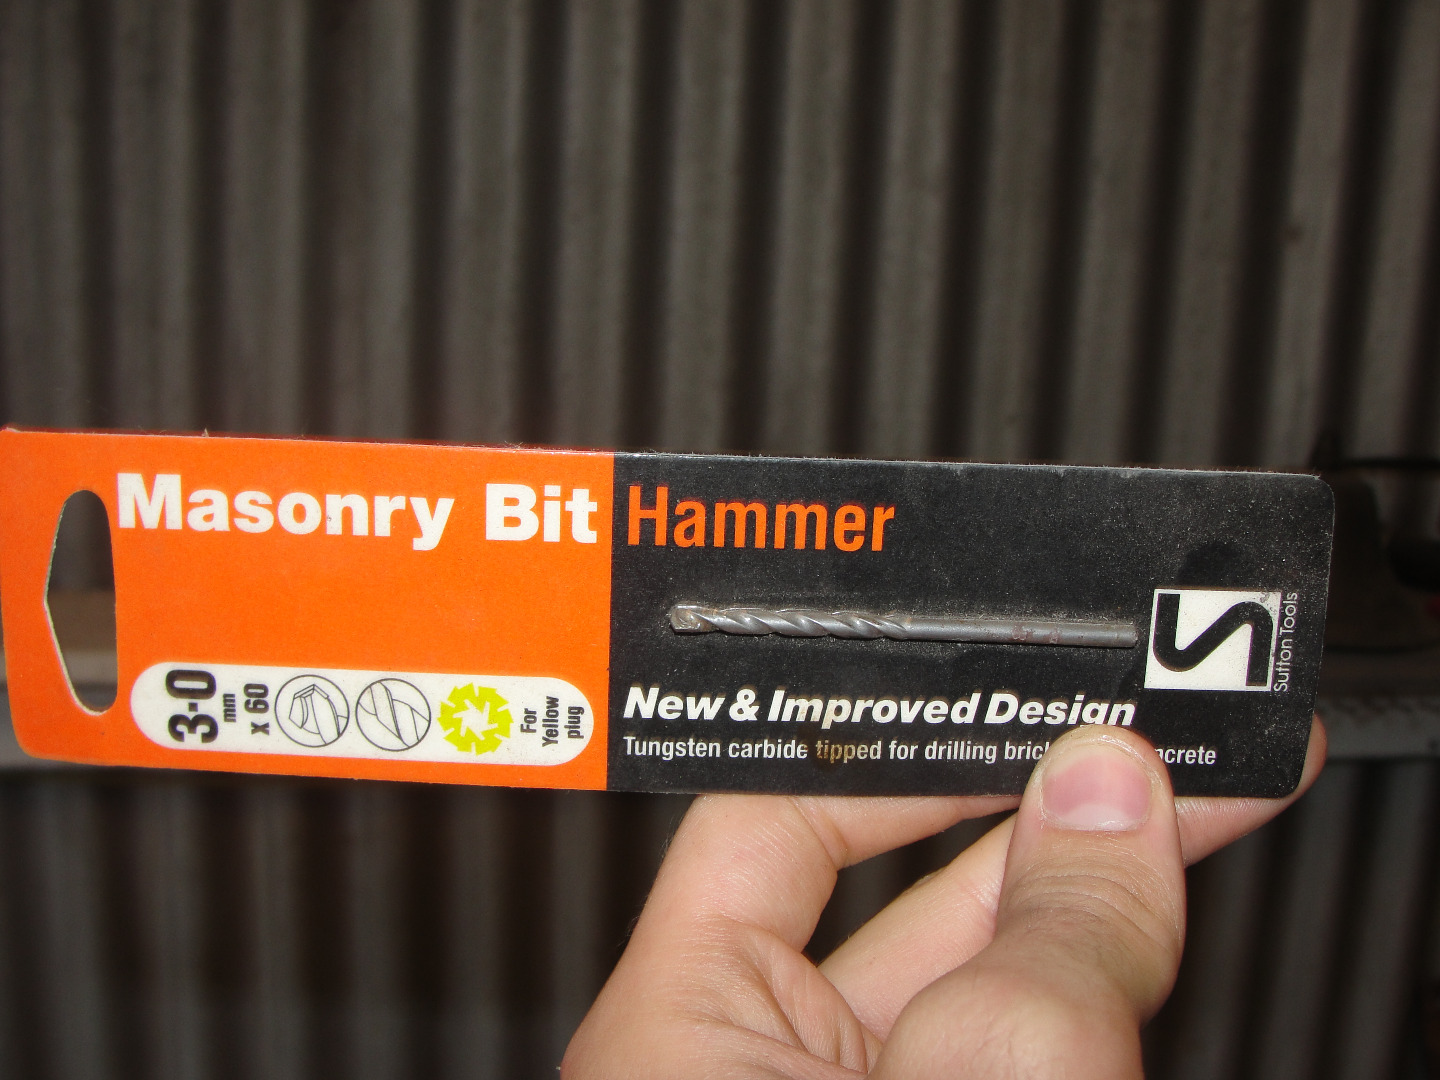 Masonry Bit Hammer
3-0
mm
x 60
For
Yellow
plug
New & Improved Design
Tungsten carbide tipped for drilling
Sutton Tools